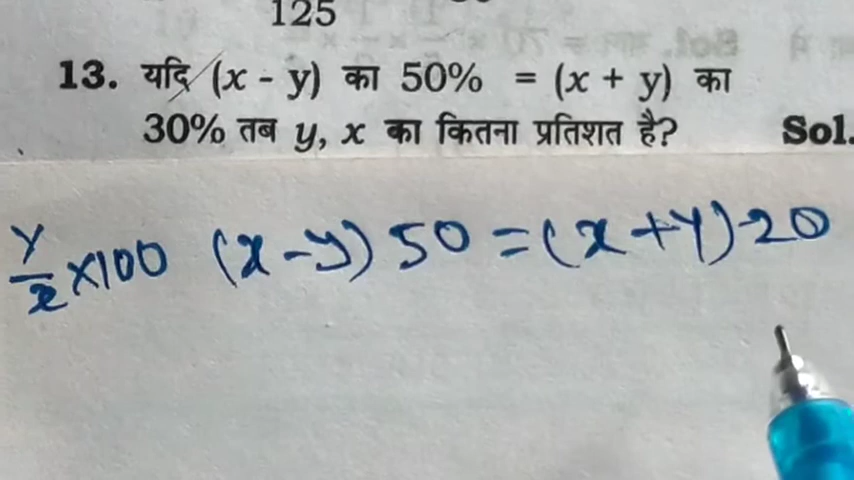 125
13. यदि (x - y) का 50% = (x + y) का
30% तब y, x का कितना प्रतिशत है?
Sol.
y/x ×100 (x-y) 50 = (x+y) 20